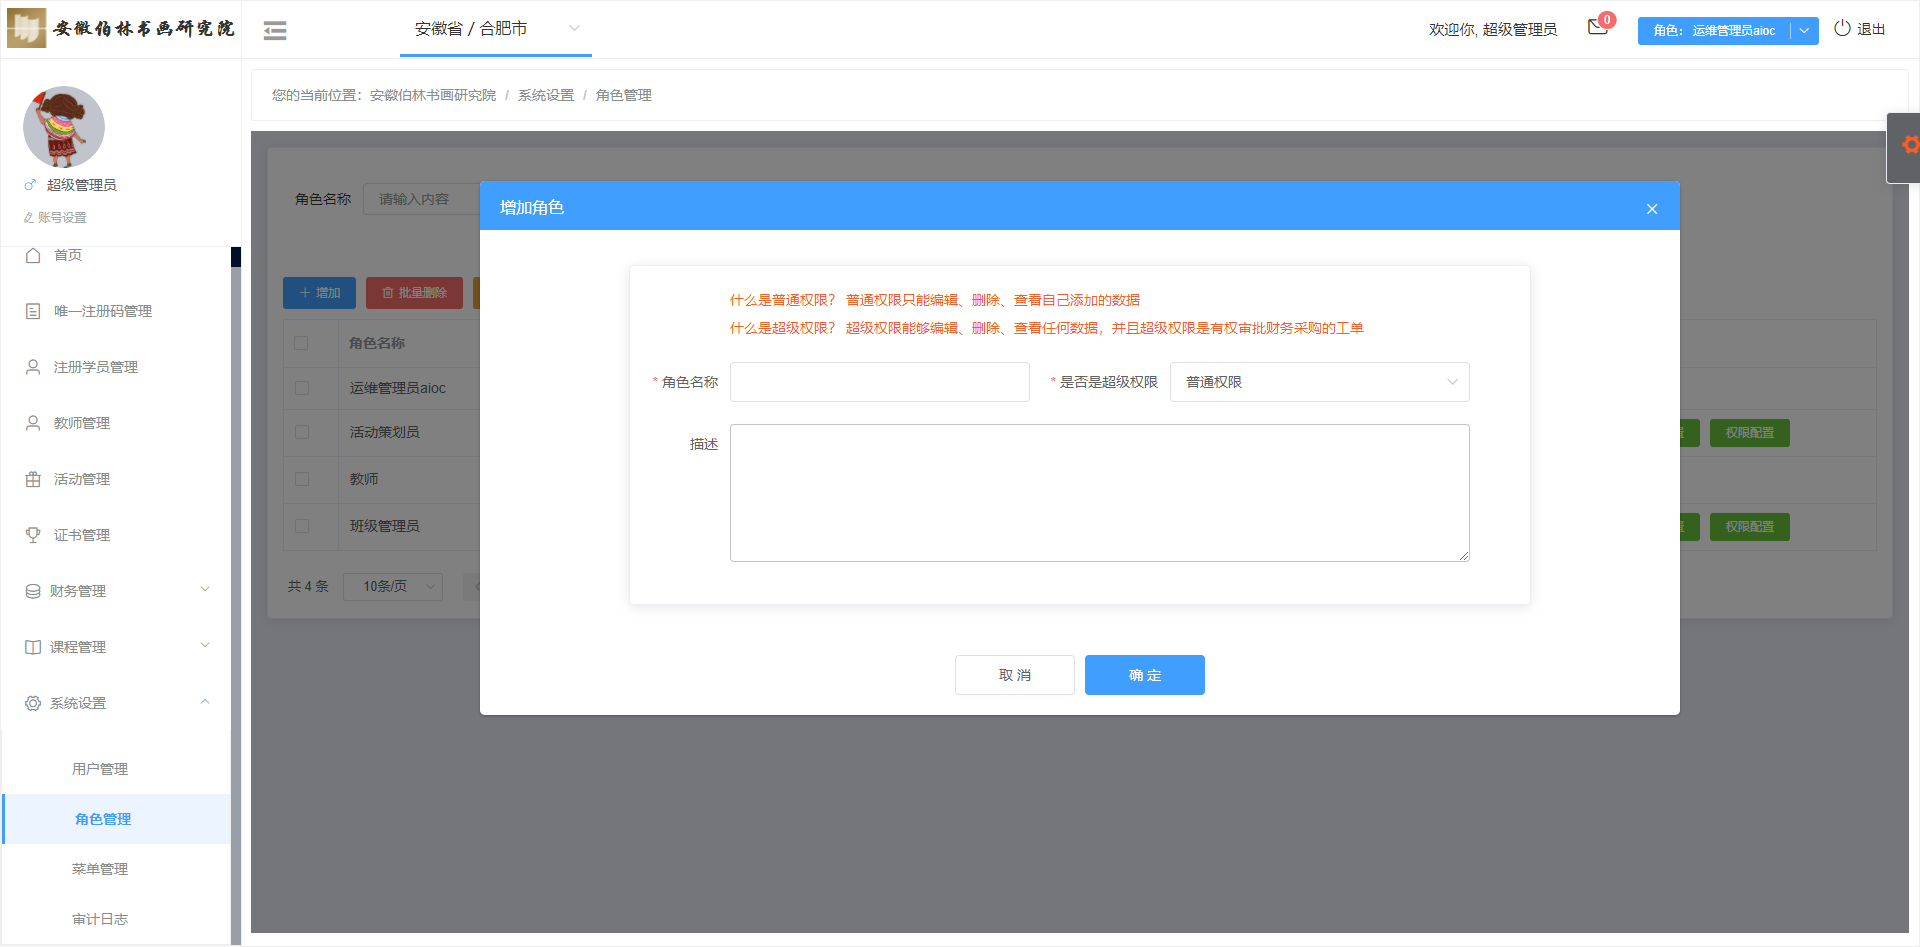 安徽伯林书画研究院
安徽省 / 合肥市
欢迎你, 超级管理员
0
角色： 运维管理员aioc
退出
超级管理员
账号设置
首页
唯一注册码管理
注册学员管理
教师管理
活动管理
证书管理
财务管理
课程管理
系统设置
用户管理
角色管理
菜单管理
审计日志
您的当前位置：安徽伯林书画研究院 / 系统设置 / 角色管理
角色名称 请输入内容
增加 批量删除
角色名称
运维管理员aioc
活动策划员
权限配置
教师
班级管理员
权限配置
共 4 条 10条/页
增加角色
什么是普通权限？ 普通权限只能编辑、删除、查看自己添加的数据
什么是超级权限？ 超级权限能够编辑、删除、查看任何数据，并且超级权限是有权审批财务采购的工单
* 角色名称 * 是否是超级权限 普通权限
描述
取 消 确 定